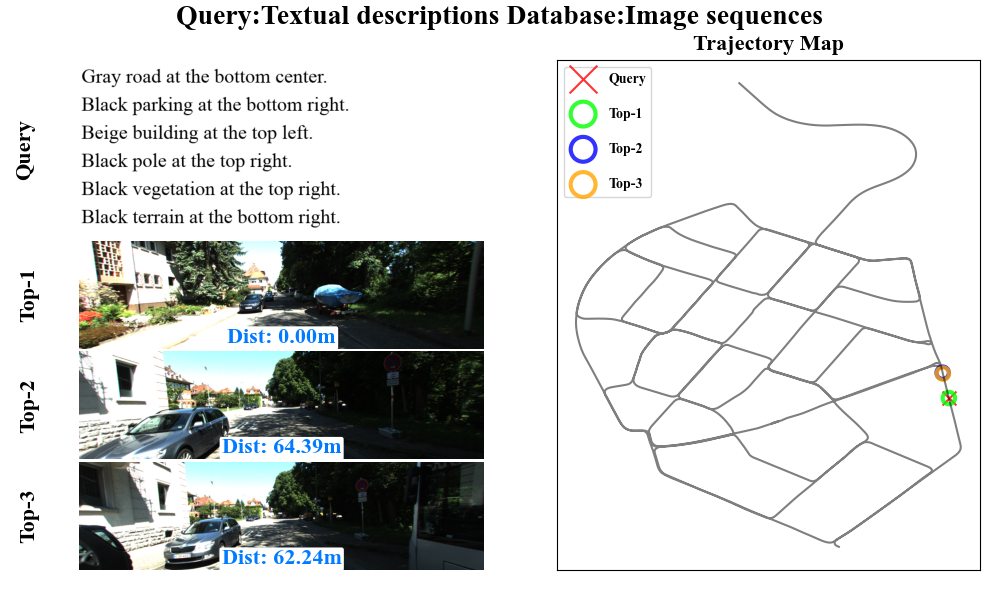 Query:Textual descriptions Database:Image sequences
Trajectory Map
Query
Gray road at the bottom center.
Black parking at the bottom right.
Beige building at the top left.
Black pole at the top right.
Black vegetation at the top right.
Black terrain at the bottom right.
Top-1
Dist: 0.00m
Top-2
Dist: 64.39m
Top-3
Dist: 62.24m
Query
Top-1
Top-2
Top-3